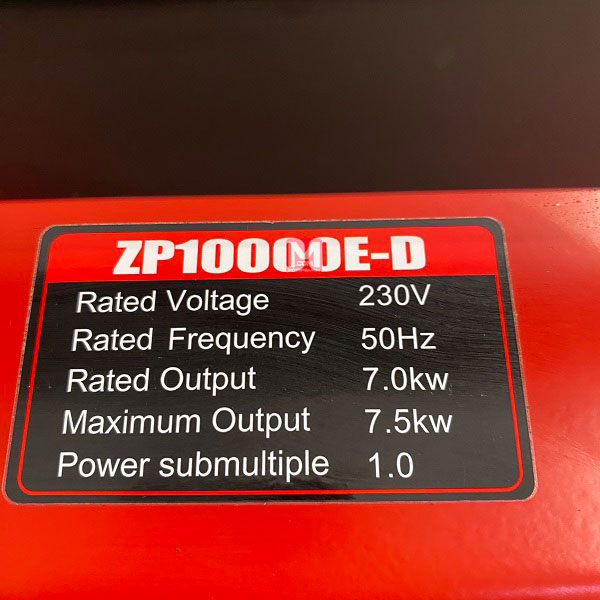 ZP10000E-D
Rated Voltage 230V
Rated Frequency 50Hz
Rated Output 7.0kw
Maximum Output 7.5kw
Power submultiple 1.0